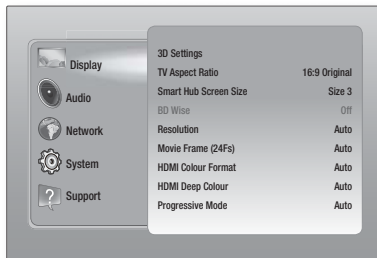 Display
Audio
Network
System
Support
3D Settings
TV Aspect Ratio 16:9 Original
Smart Hub Screen Size Size 3
BD Wise Off
Resolution Auto
Movie Frame (24Fs) Auto
HDMI Colour Format Auto
HDMI Deep Colour Auto
Progressive Mode Auto